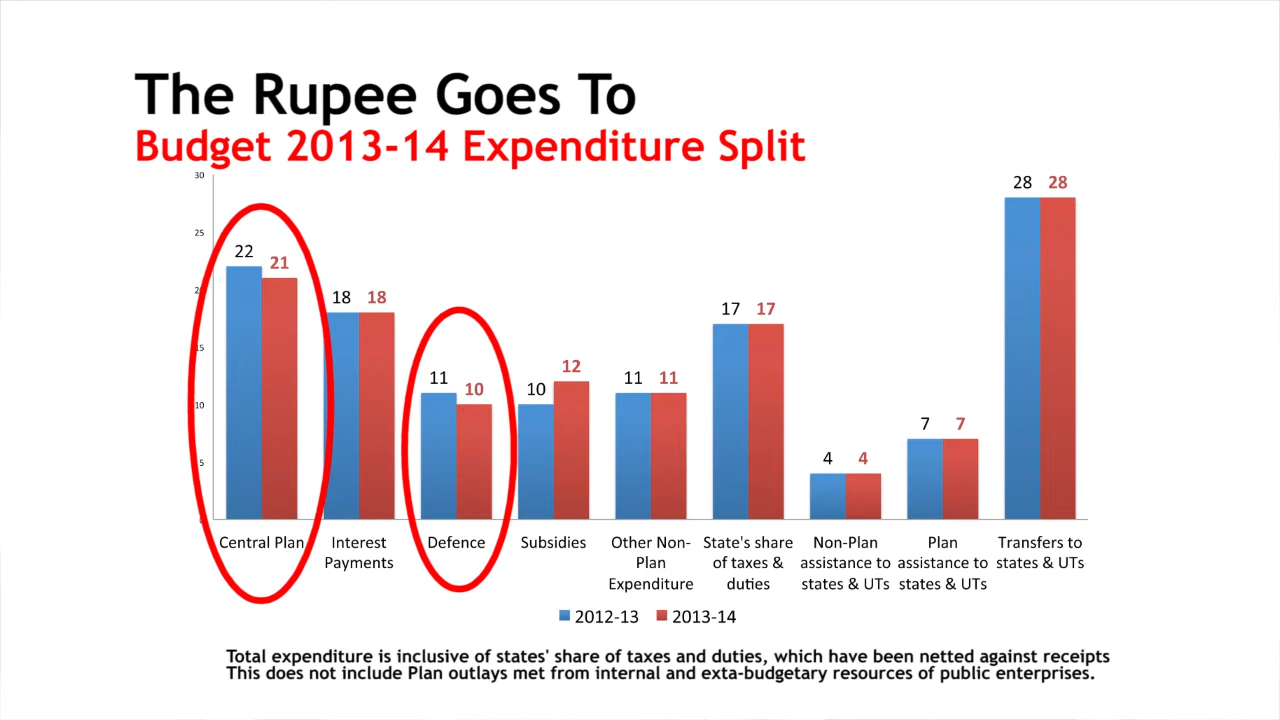 The Rupee Goes To
Budget 2013-14 Expenditure Split
30
25
20
15
10
5
0
22
21
18
18
11
10
10
12
11
11
17
17
4
4
7
7
28
28
Central Plan
Interest
Payments
Defence
Subsidies
Other Non-
Plan
Expenditure
State's share
of taxes &
duties
Non-Plan
assistance to
states & UTs
Plan
assistance to
states & UTs
Transfers to
states & UTs
2012-13
2013-14
Total expenditure is inclusive of states' share of taxes and duties, which have been netted against receipts
This does not include Plan outlays met from internal and exta-budgetary resources of public enterprises.